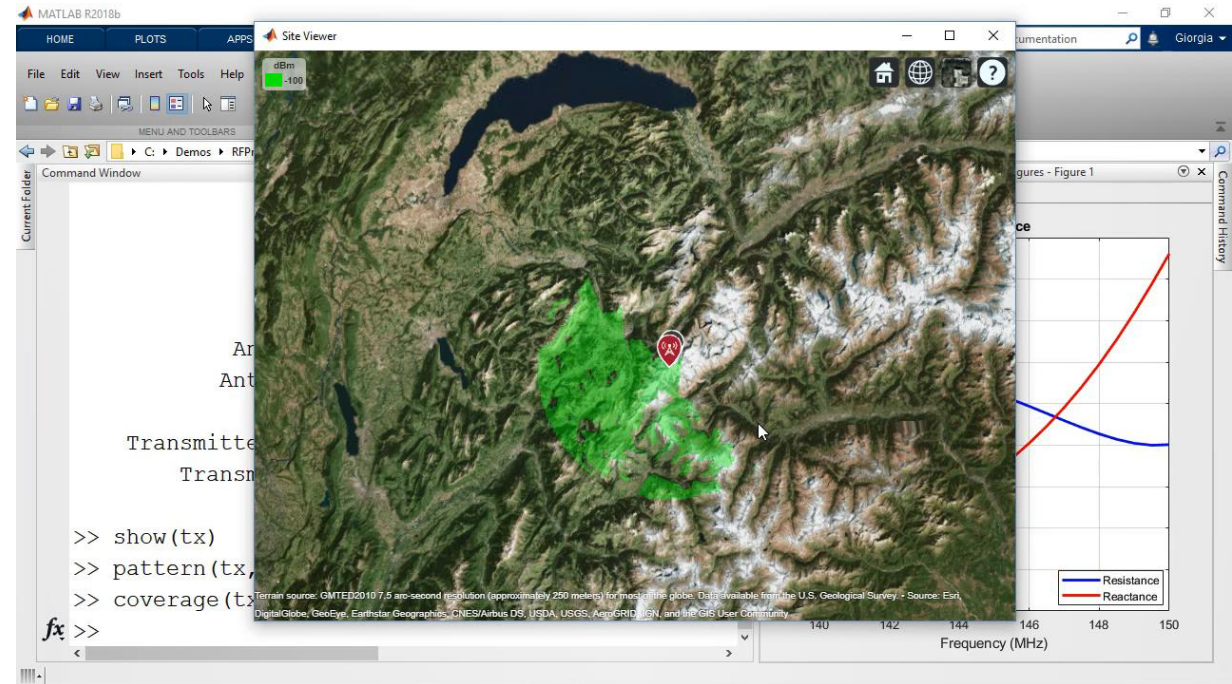 MATLAB R2018b
HOME PLOTS APPS
Site Viewer
umentation
Giorgia
File Edit View Insert Tools Help
MENU AND TOOLBARS
C: Demos
Current Folder
Command Window
gures - Figure 1
Command History
dBm
-100
?
ce
An
Ant
Transmitte
Transm
>> show(tx)
>> pattern(tx,
>> coverage(tx
fx >>
Terrain source: GMTED2010 7,5 arc-second resolution (approximately 250 meters) for most of the globe. Data available from the U.S. Geological Survey. • Source: Esri,
DigitalGlobe, GeoEye, Earthstar Geographics, CNES/Airbus DS, USDA, USGS, AeroGRID, IGN, and the GIS User Community
Resistance
Reactance
140 142 144 146 148 150
Frequency (MHz)